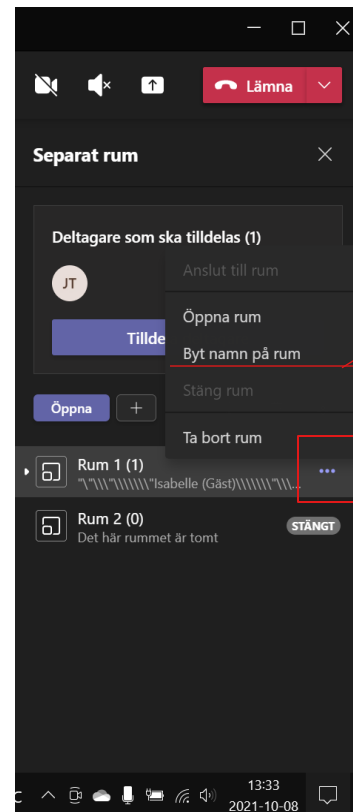 Lämna
Separat rum
Deltagare som ska tilldelas (1)
JT
Anslut till rum
Öppna rum
Tillde
Byt namn på rum
Stäng rum
Öppna
+
Ta bort rum
Rum 1 (1)
"\"\\\"\\\\\\\"Isabelle (Gäst)\\\\\\\"\\\...
Rum 2 (0)
Det här rummet är tomt
STÄNGT
13:33
2021-10-08